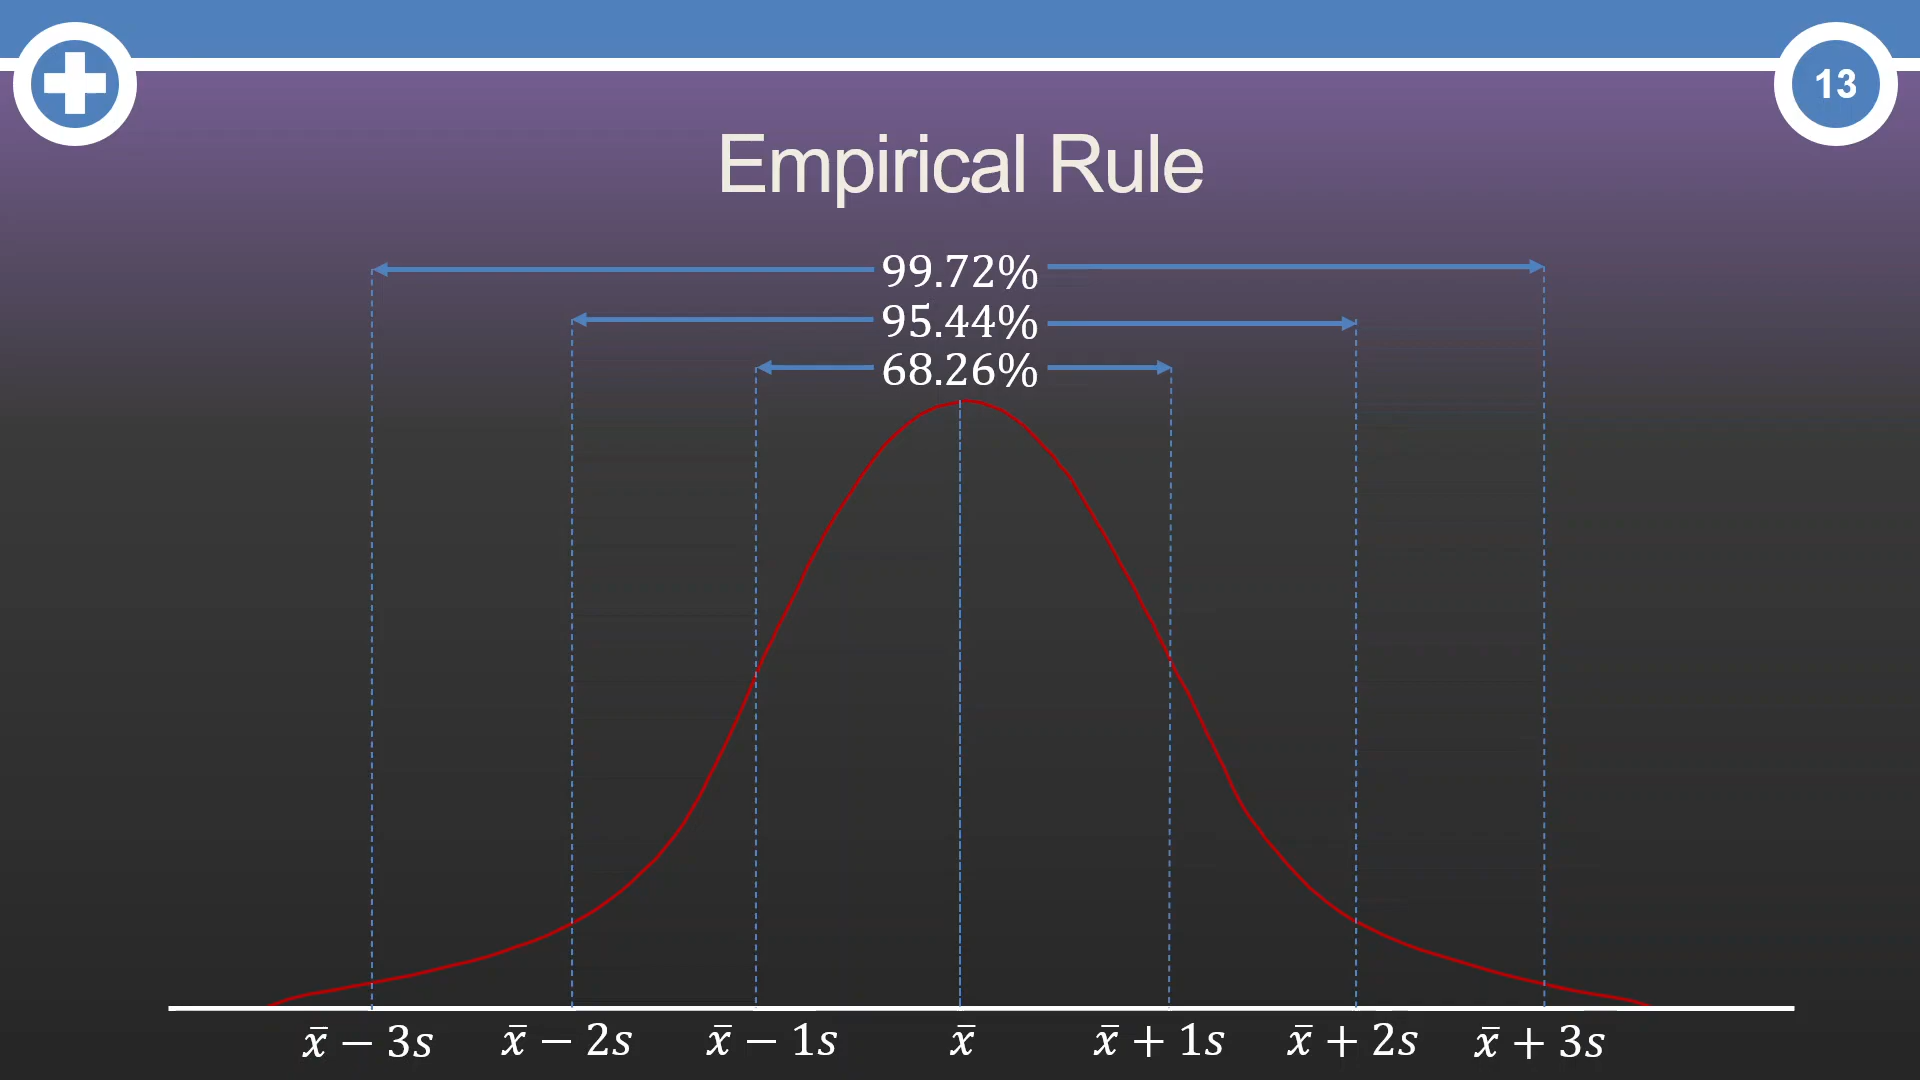 13
Empirical Rule
99.72%
95.44%
68.26%
x̄ − 3s x̄ − 2s x̄ − 1s x̄ x̄ + 1s x̄ + 2s x̄ + 3s